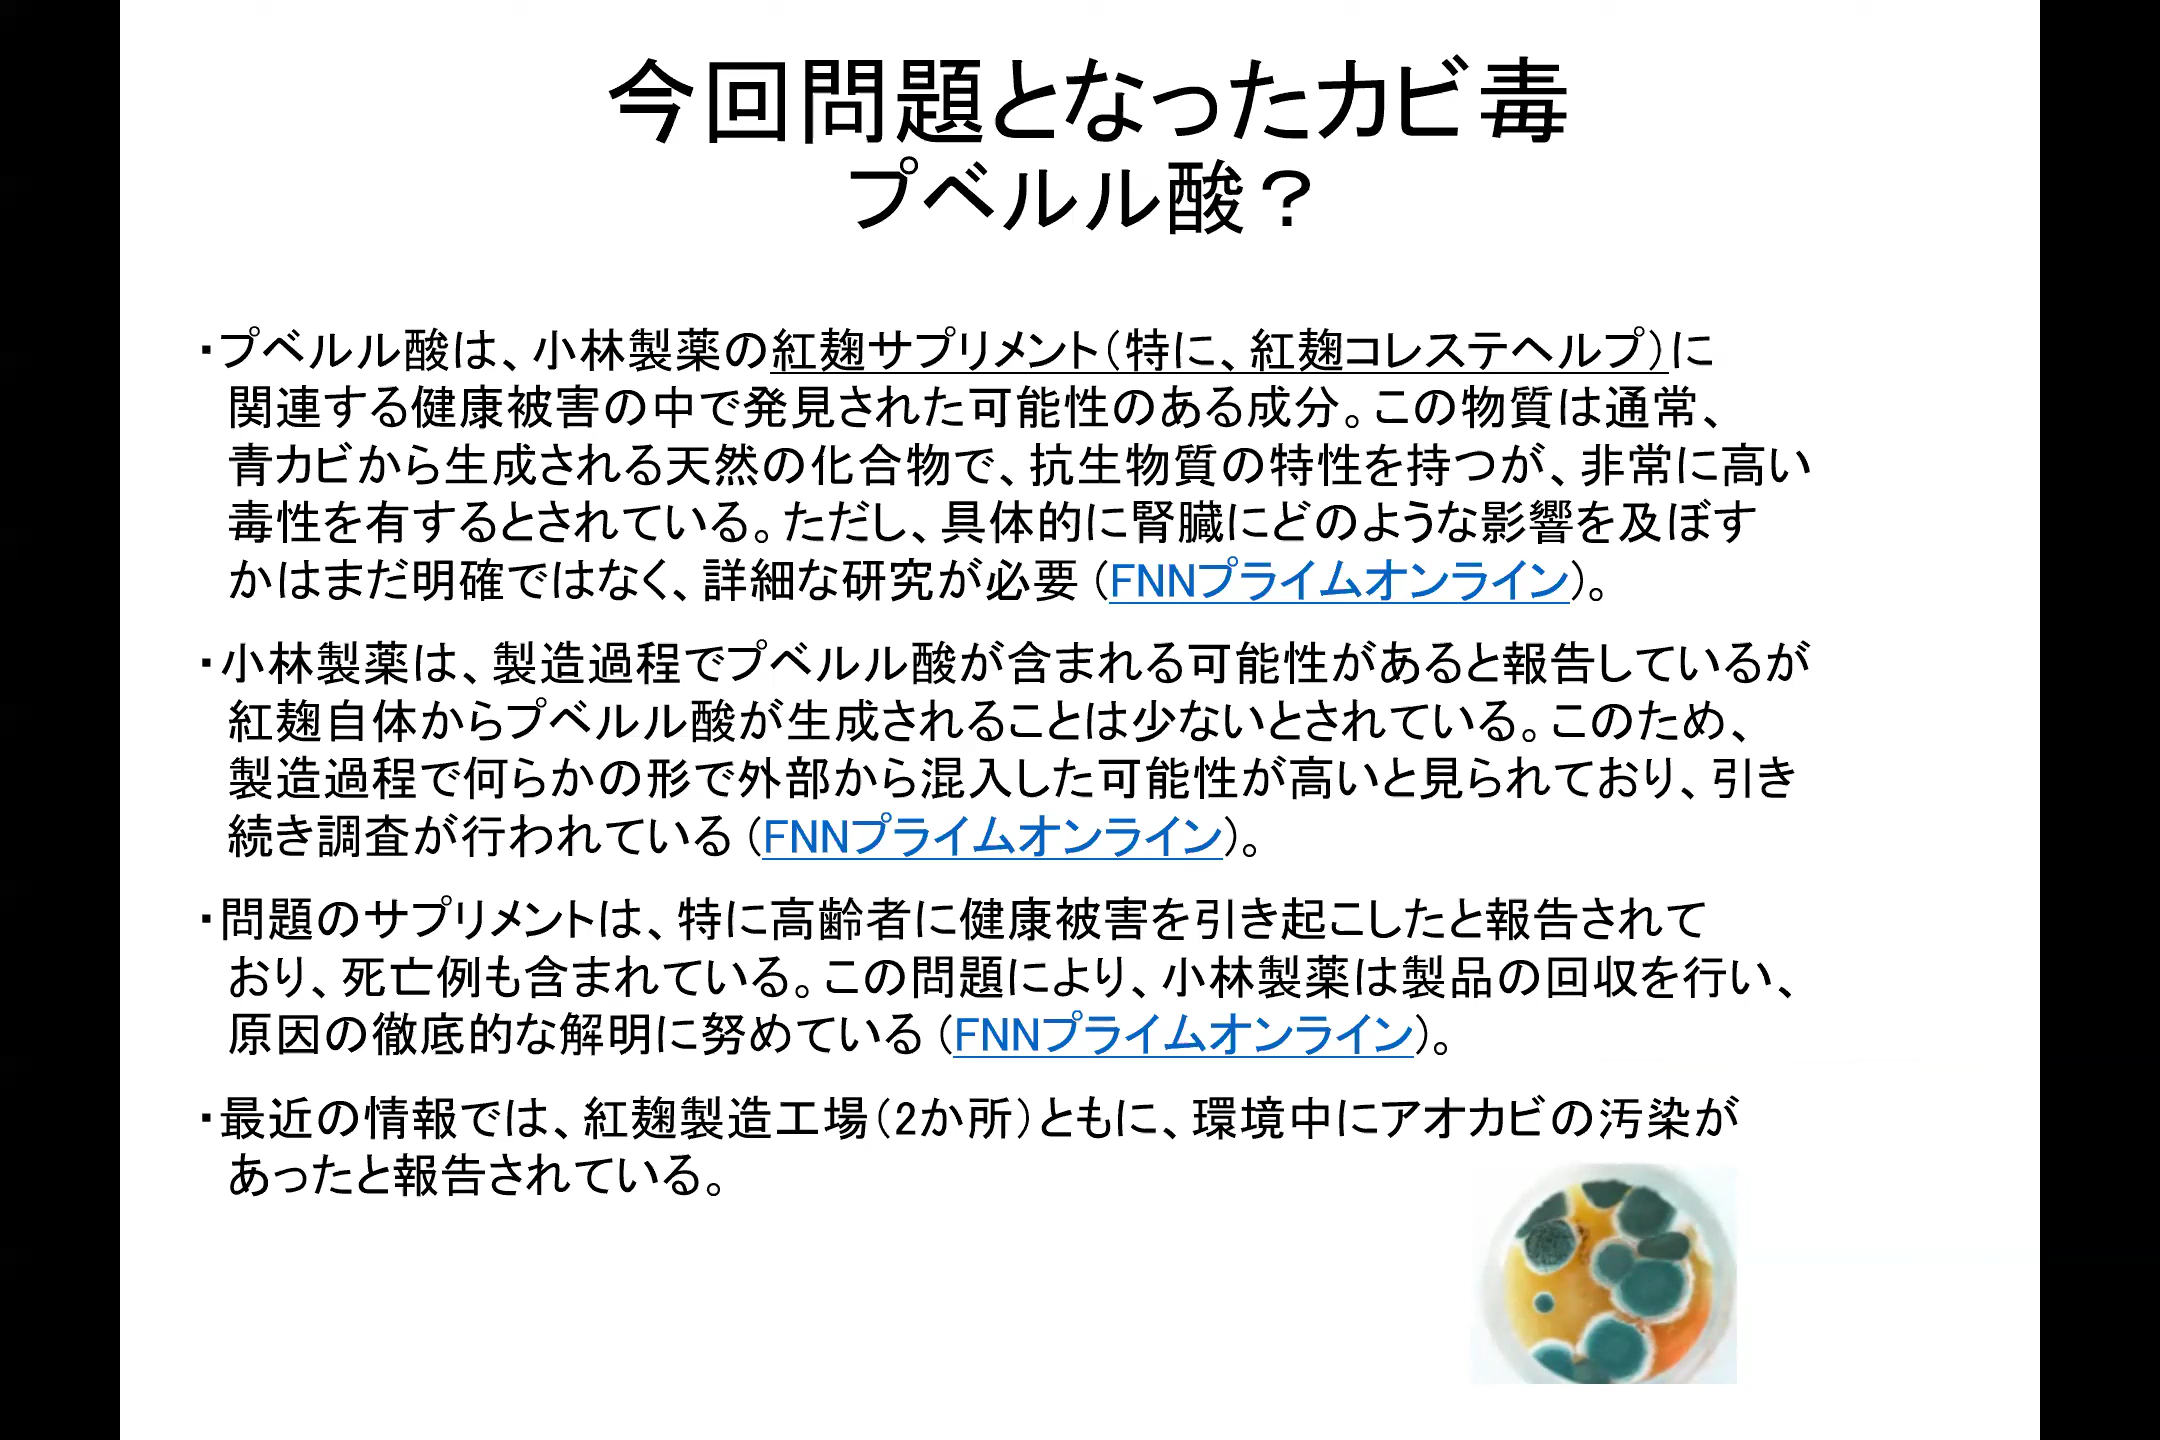 今回問題となったカビ毒
プベルル酸？
・プベルル酸は、小林製薬の紅麹サプリメント（特に、紅麹コレステヘルプ）に
関連する健康被害の中で発見された可能性のある成分。この物質は通常、
青カビから生成される天然の化合物で、抗生物質の特性を持つが、非常に高い
毒性を有するとされている。ただし、具体的に腎臓にどのような影響を及ぼす
かはまだ明確ではなく、詳細な研究が必要 (FNNプライムオンライン)。
・小林製薬は、製造過程でプベルル酸が含まれる可能性があると報告しているが
紅麹自体からプベルル酸が生成されることは少ないとされている。このため、
製造過程で何らかの形で外部から混入した可能性が高いと見られており、引き
続き調査が行われている (FNNプライムオンライン)。
・問題のサプリメントは、特に高齢者に健康被害を引き起こしたと報告されて
おり、死亡例も含まれている。この問題により、小林製薬は製品の回収を行い、
原因の徹底的な解明に努めている (FNNプライムオンライン)。
・最近の情報では、紅麹製造工場（2か所）ともに、環境中にアオカビの汚染が
あったと報告されている。